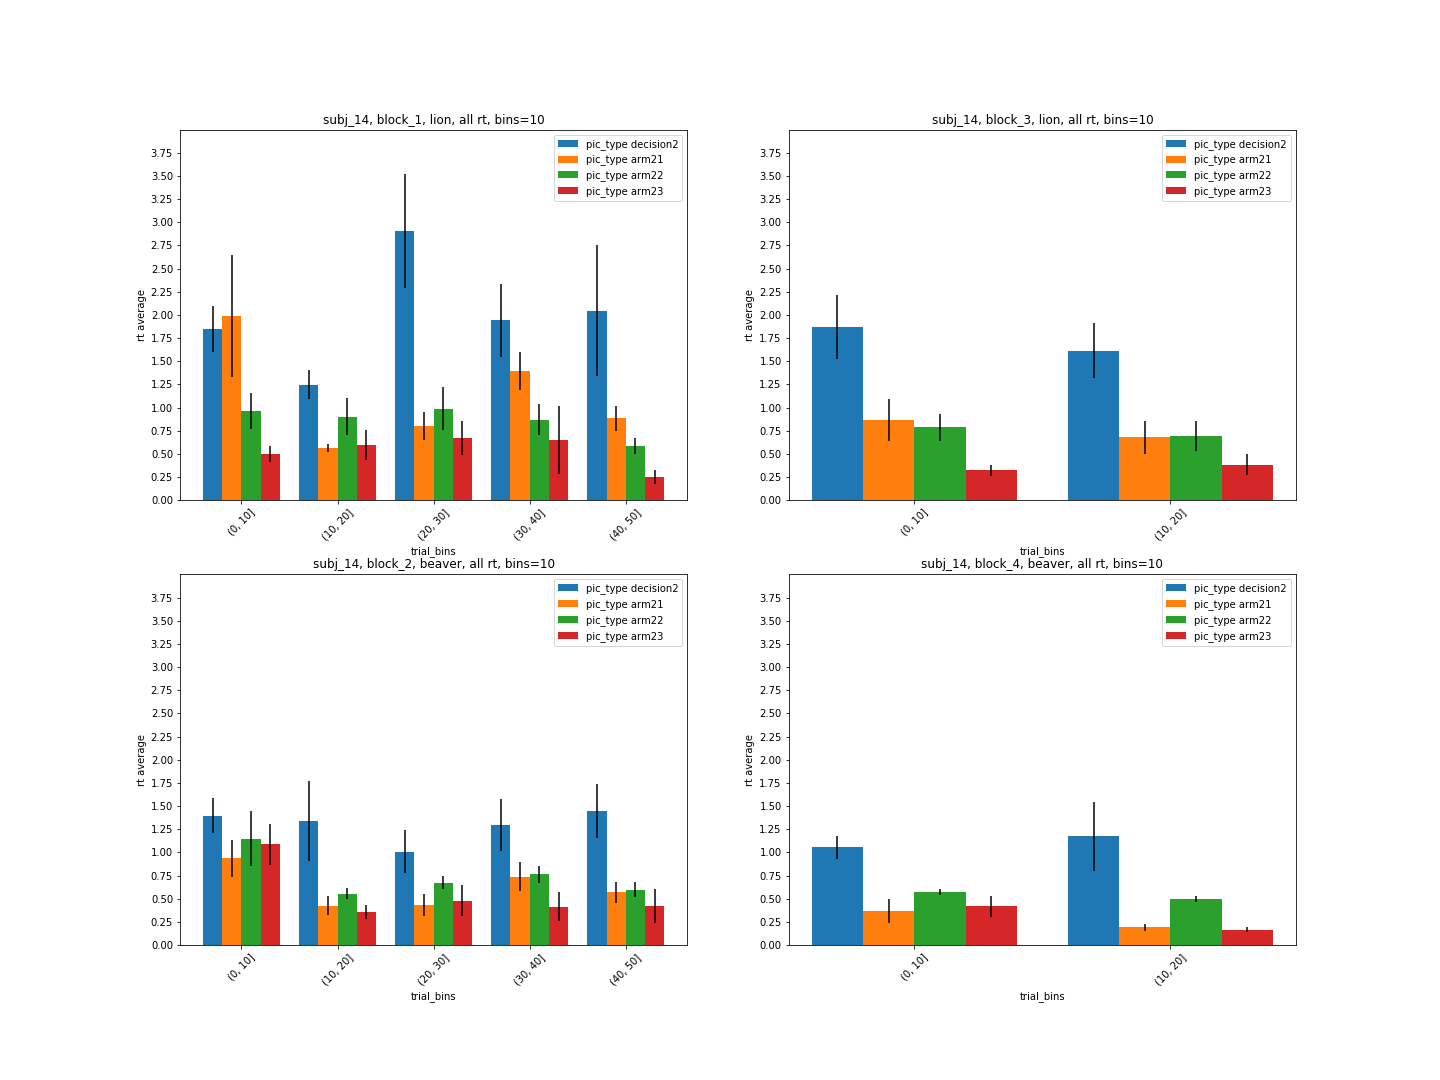 subj_14, block_1, lion, all rt, bins=10
pic_type decision2
pic_type arm21
pic_type arm22
pic_type arm23
3.75
3.50
3.25
3.00
2.75
2.50
2.25
2.00
1.75
1.50
1.25
1.00
0.75
0.50
0.25
0.00
rt average
(0, 10]
(10, 20]
(20, 30]
(30, 40]
(40, 50]
trial_bins
subj_14, block_3, lion, all rt, bins=10
pic_type decision2
pic_type arm21
pic_type arm22
pic_type arm23
3.75
3.50
3.25
3.00
2.75
2.50
2.25
2.00
1.75
1.50
1.25
1.00
0.75
0.50
0.25
0.00
rt average
(0, 10]
(10, 20]
trial_bins
subj_14, block_2, beaver, all rt, bins=10
pic_type decision2
pic_type arm21
pic_type arm22
pic_type arm23
3.75
3.50
3.25
3.00
2.75
2.50
2.25
2.00
1.75
1.50
1.25
1.00
0.75
0.50
0.25
0.00
rt average
(0, 10]
(10, 20]
(20, 30]
(30, 40]
(40, 50]
trial_bins
subj_14, block_4, beaver, all rt, bins=10
pic_type decision2
pic_type arm21
pic_type arm22
pic_type arm23
3.75
3.50
3.25
3.00
2.75
2.50
2.25
2.00
1.75
1.50
1.25
1.00
0.75
0.50
0.25
0.00
rt average
(0, 10]
(10, 20]
trial_bins